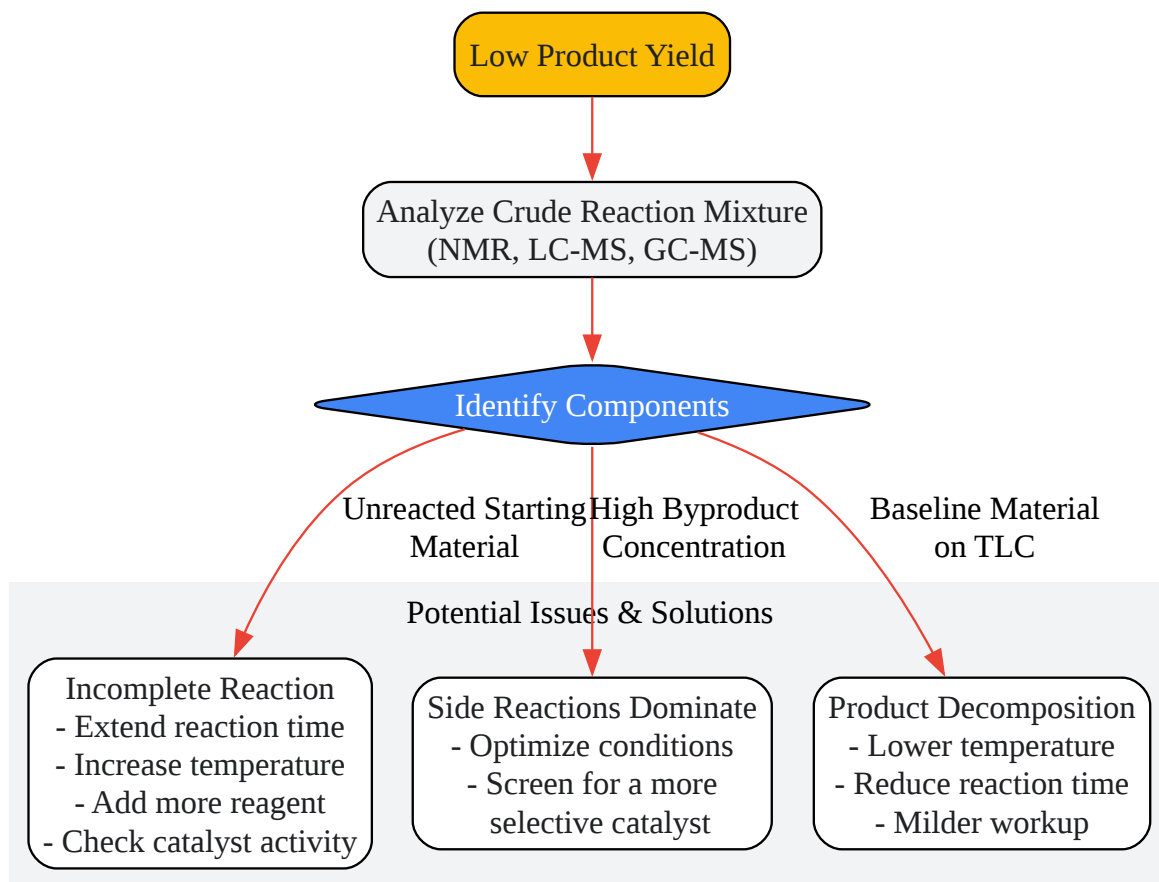 Low Product Yield
Analyze Crude Reaction Mixture
(NMR, LC-MS, GC-MS)
Identify Components
Unreacted Starting
Material
High Byproduct
Concentration
Baseline Material
on TLC
Potential Issues & Solutions
Incomplete Reaction
- Extend reaction time
- Increase temperature
- Add more reagent
- Check catalyst activity
Side Reactions Dominate
- Optimize conditions
- Screen for a more
selective catalyst
Product Decomposition
- Lower temperature
- Reduce reaction time
- Milder workup